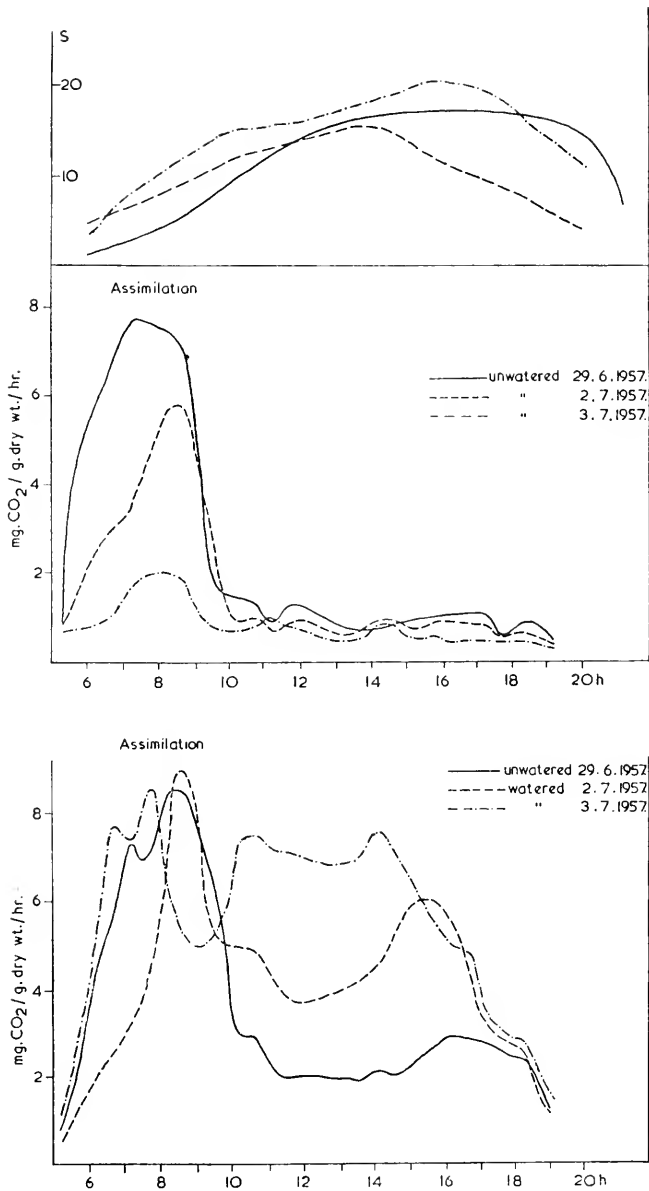 S
20
10
Assimilation
8
6
4
2
mg.CO2/g.dry wt./hr.
unwatered 29.6.1957.
" 2.7.1957.
" 3.7.1957.
6 8 10 12 14 16 18 20h
Assimilation
8
6
4
2
mg.CO2/g.dry wt./hr.
unwatered 29.6.1957.
watered 2.7.1957.
" 3.7.1957.
6 8 10 12 14 16 18 20h